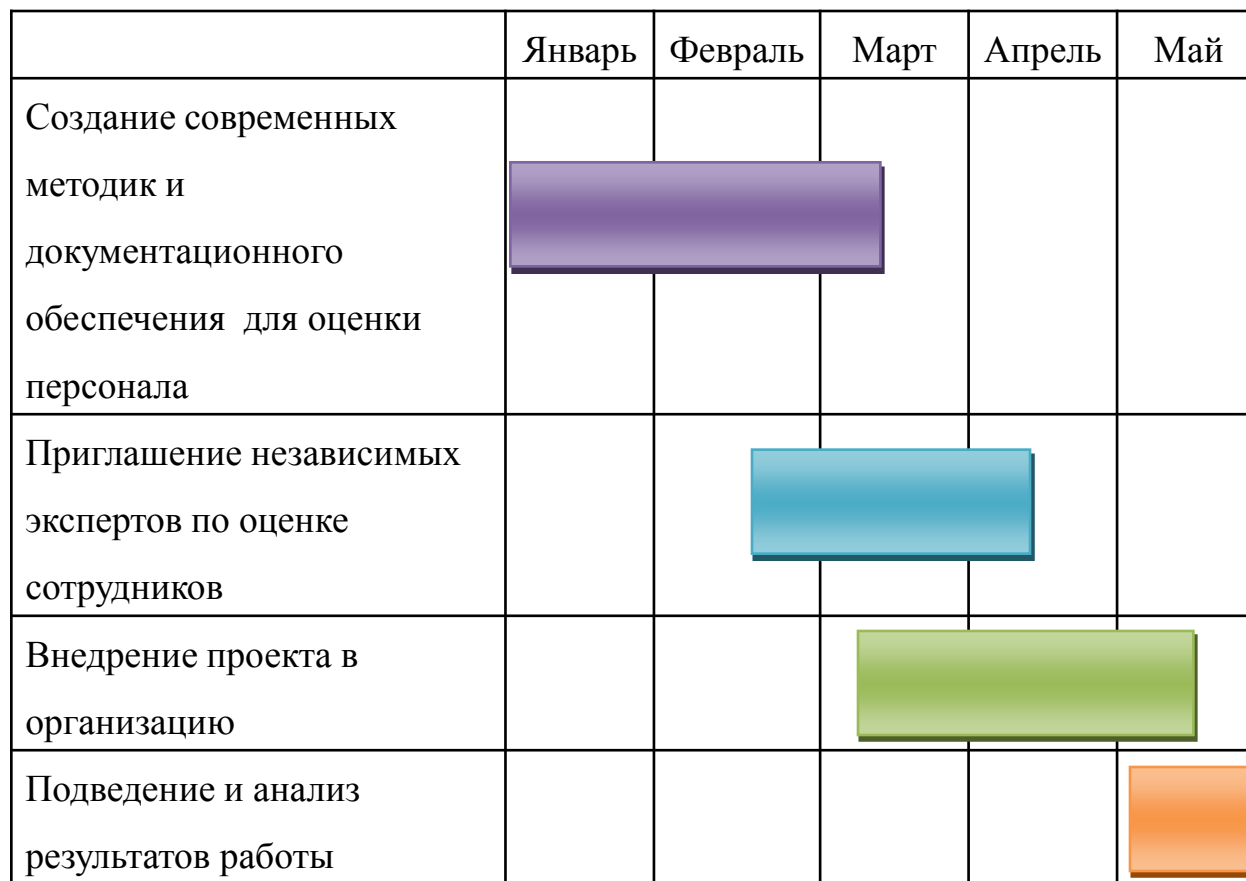 Январь Февраль Март Апрель Май
Создание современных
методик и
документационного
обеспечения для оценки
персонала
Приглашение независимых
экспертов по оценке
сотрудников
Внедрение проекта в
организацию
Подведение и анализ
результатов работы